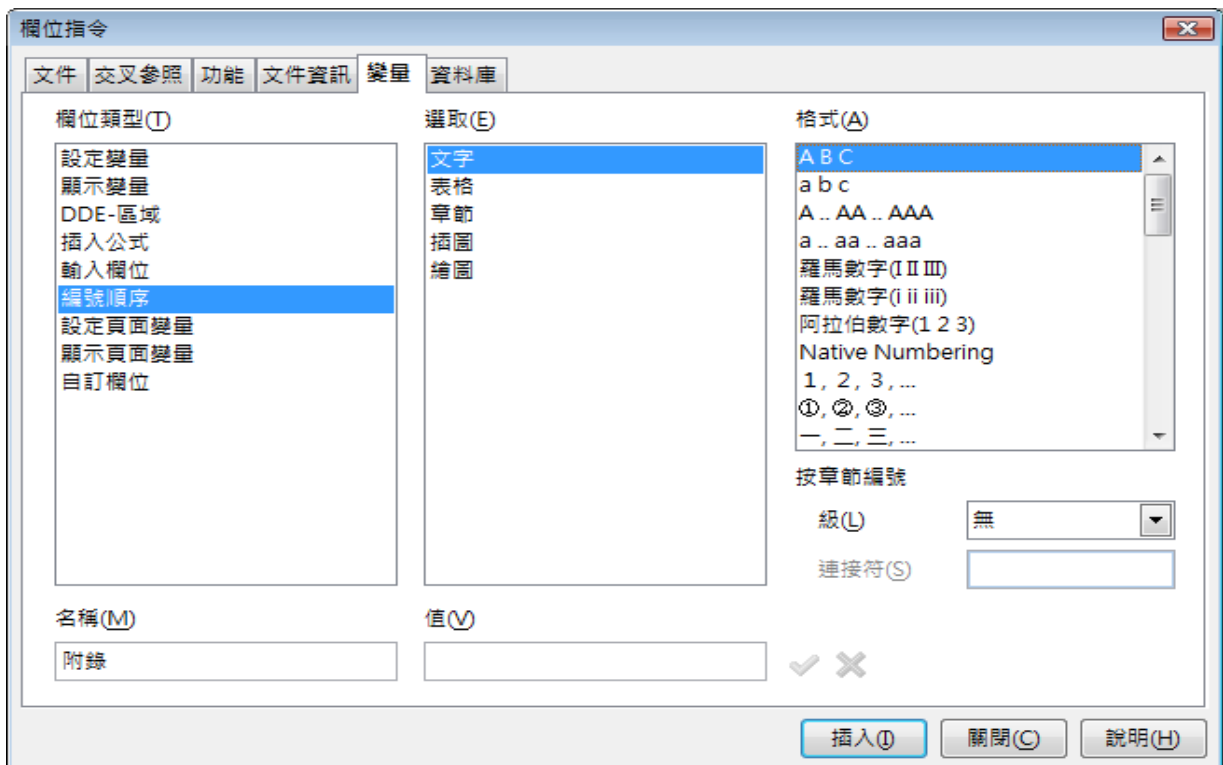 欄位指令
文件 交叉參照 功能 文件資訊 變量 資料庫
欄位類型(T)
設定變量
顯示變量
DDE-區域
插入公式
輸入欄位
編號順序
設定頁面變量
顯示頁面變量
自訂欄位
選取(E)
文字
表格
章節
插圖
繪圖
格式(A)
A B C
a b c
A .. AA .. AAA
a .. aa .. aaa
羅馬數字(I II III)
羅馬數字(i ii iii)
阿拉伯數字(1 2 3)
Native Numbering
1, 2, 3, ...
①, ②, ③, ...
一, 二, 三, ...
按章節編號
級(L) 無
連接符(S)
名稱(M)
附錄
值(V)
插入(I) 關閉(C) 說明(H)